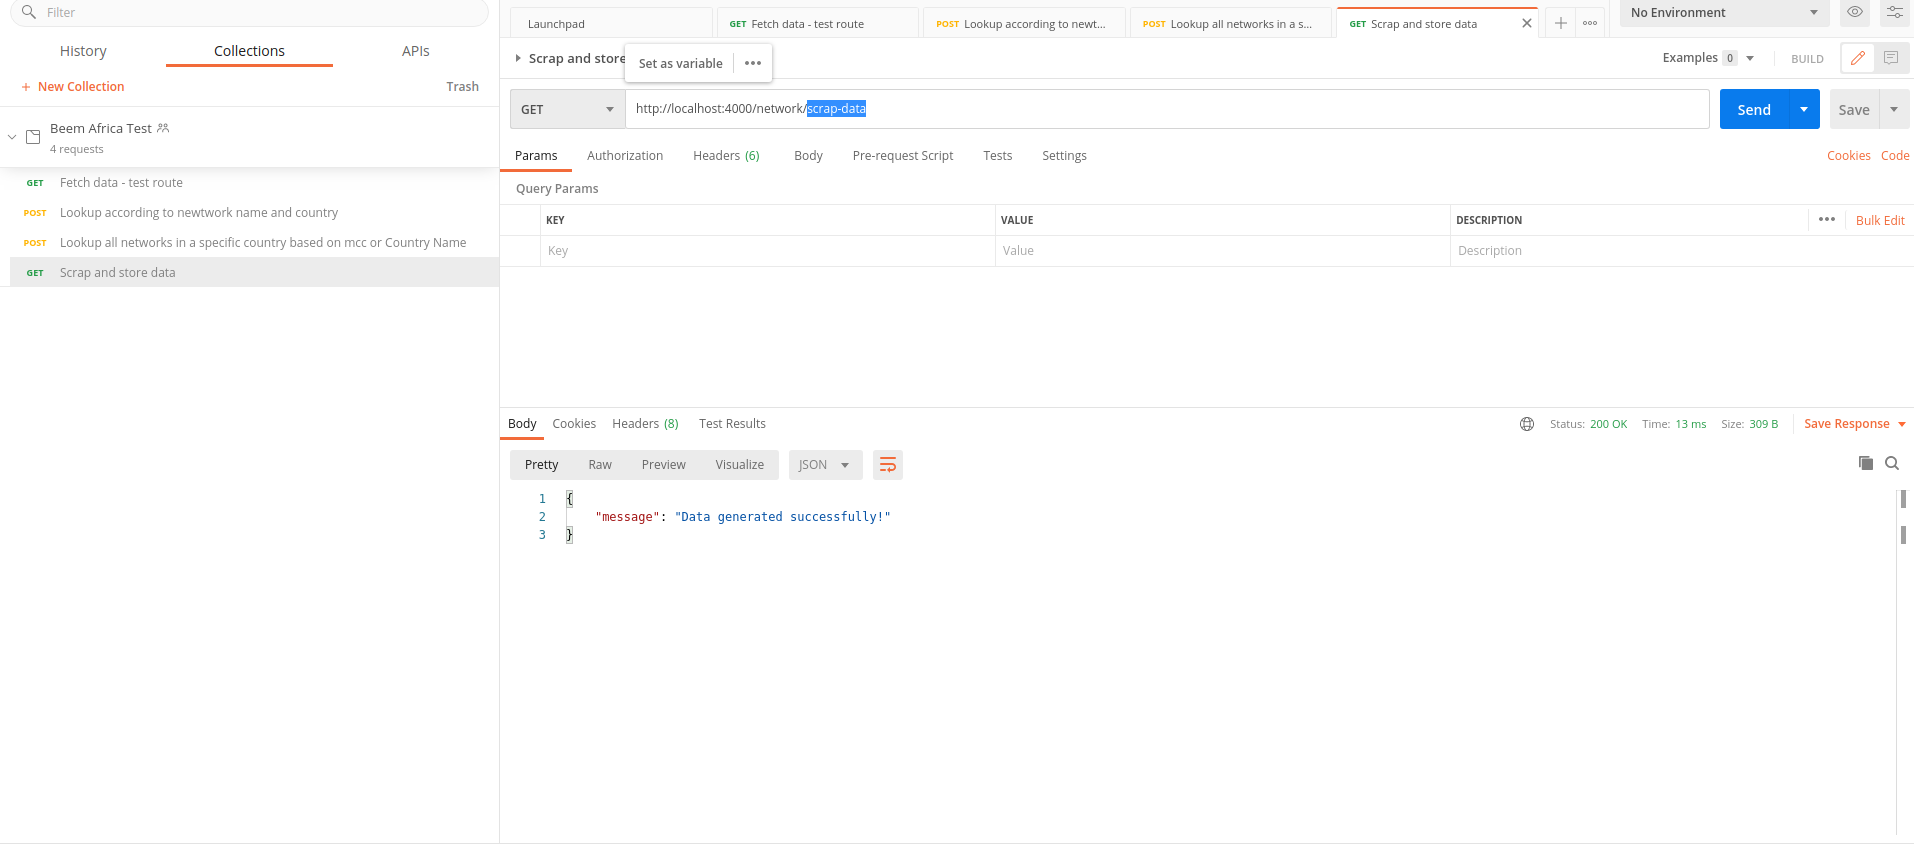 Filter
History
Collections
APIs
+ New Collection
Trash
Beem Africa Test
4 requests
GET Fetch data - test route
POST Lookup according to newtwork name and country
POST Lookup all networks in a specific country based on mcc or Country Name
GET Scrap and store data
Launchpad
GET Fetch data - test route
POST Lookup according to newt...
POST Lookup all networks in a s...
GET Scrap and store data
No Environment
Scrap and store
Set as variable
Examples 0
BUILD
GET
http://localhost:4000/network/scrap-data
Send
Save
Params
Authorization
Headers (6)
Body
Pre-request Script
Tests
Settings
Cookies
Code
Query Params
KEY
VALUE
DESCRIPTION
Bulk Edit
Key
Value
Description
Body
Cookies
Headers (8)
Test Results
Status: 200 OK
Time: 13 ms
Size: 309 B
Save Response
Pretty
Raw
Preview
Visualize
JSON
1 {
2 "message": "Data generated successfully!"
3 }